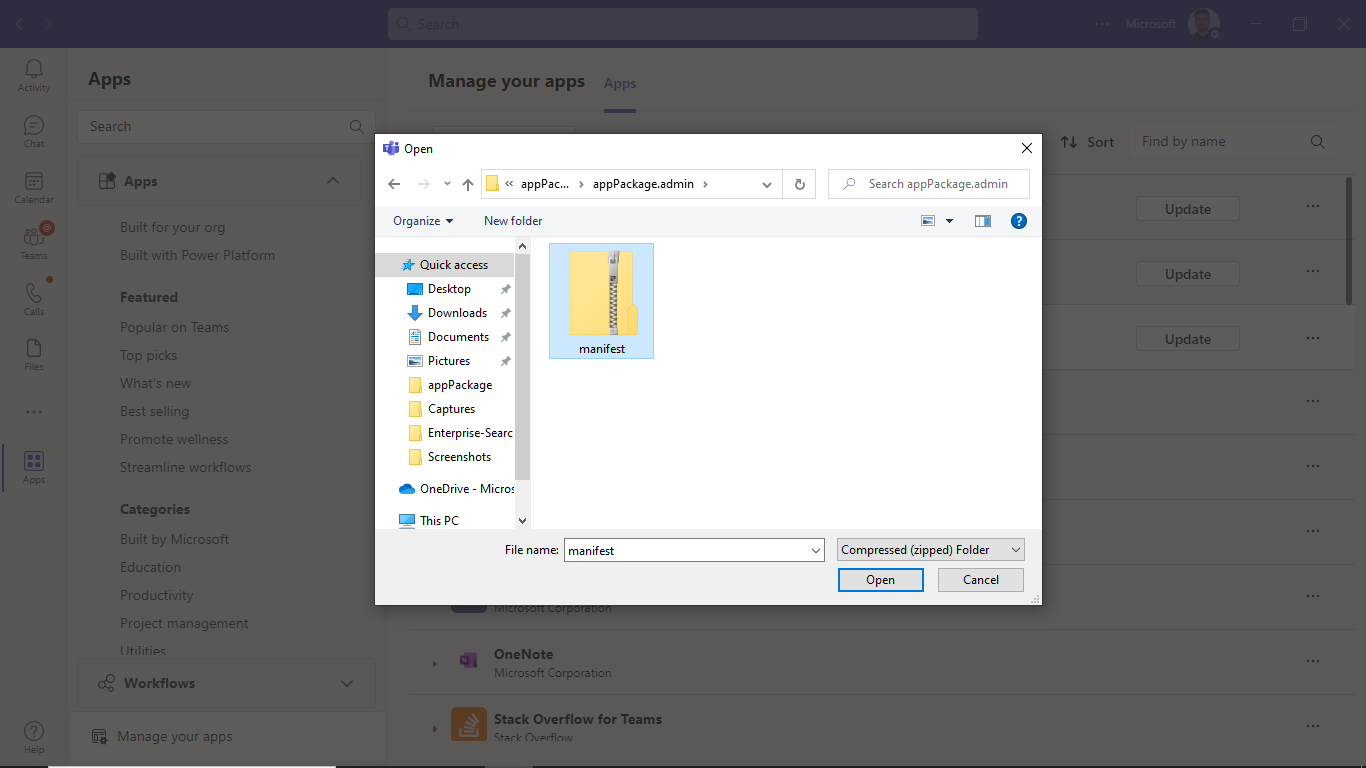 Search
Microsoft
Activity
Chat
Calendar
Teams
@
Calls
Files
Apps
Help
Apps
Search
Apps
Built for your org
Built with Power Platform
Featured
Popular on Teams
Top picks
What's new
Best selling
Promote wellness
Streamline workflows
Categories
Built by Microsoft
Education
Productivity
Project management
Utilities
Workflows
Manage your apps
Manage your apps
Apps
Sort
Find by name
Update
Update
Update
Open
« appPac... › appPackage.admin ›
Search appPackage.admin
Organize
New folder
Quick access
Desktop
Downloads
Documents
Pictures
appPackage
Captures
Enterprise-Searc
Screenshots
OneDrive - Micros
This PC
manifest
File name: manifest
Compressed (zipped) Folder
Open
Cancel
Microsoft Corporation
OneNote
Microsoft Corporation
Stack Overflow for Teams
Stack Overflow